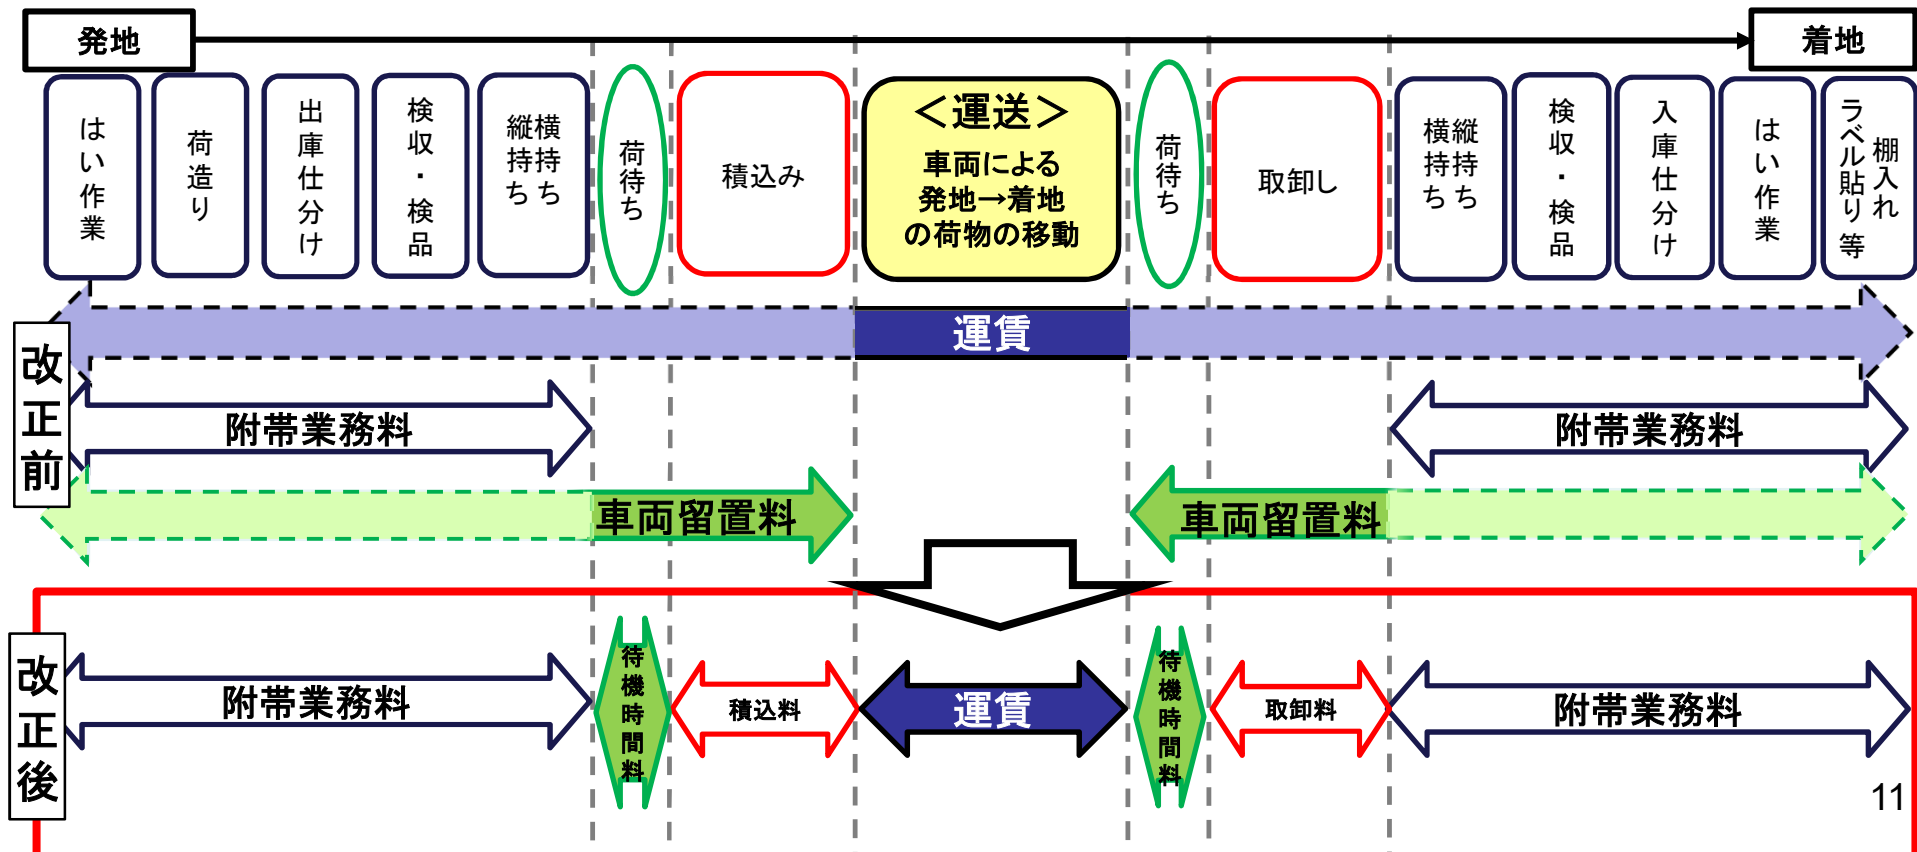 発地
着地
はい作業
荷造り
出庫仕分け
検収・検品
横持ち
縦持ち
荷待ち
積込み
＜運送＞
車両による
発地→着地
の荷物の移動
荷待ち
取卸し
縦持ち
横持ち
検収・検品
入庫仕分け
はい作業
棚入れ
ラベル貼り 等
改正前
運賃
附帯業務料
附帯業務料
車両留置料
車両留置料
改正後
附帯業務料
待機時間料
積込料
運賃
待機時間料
取卸料
附帯業務料
11